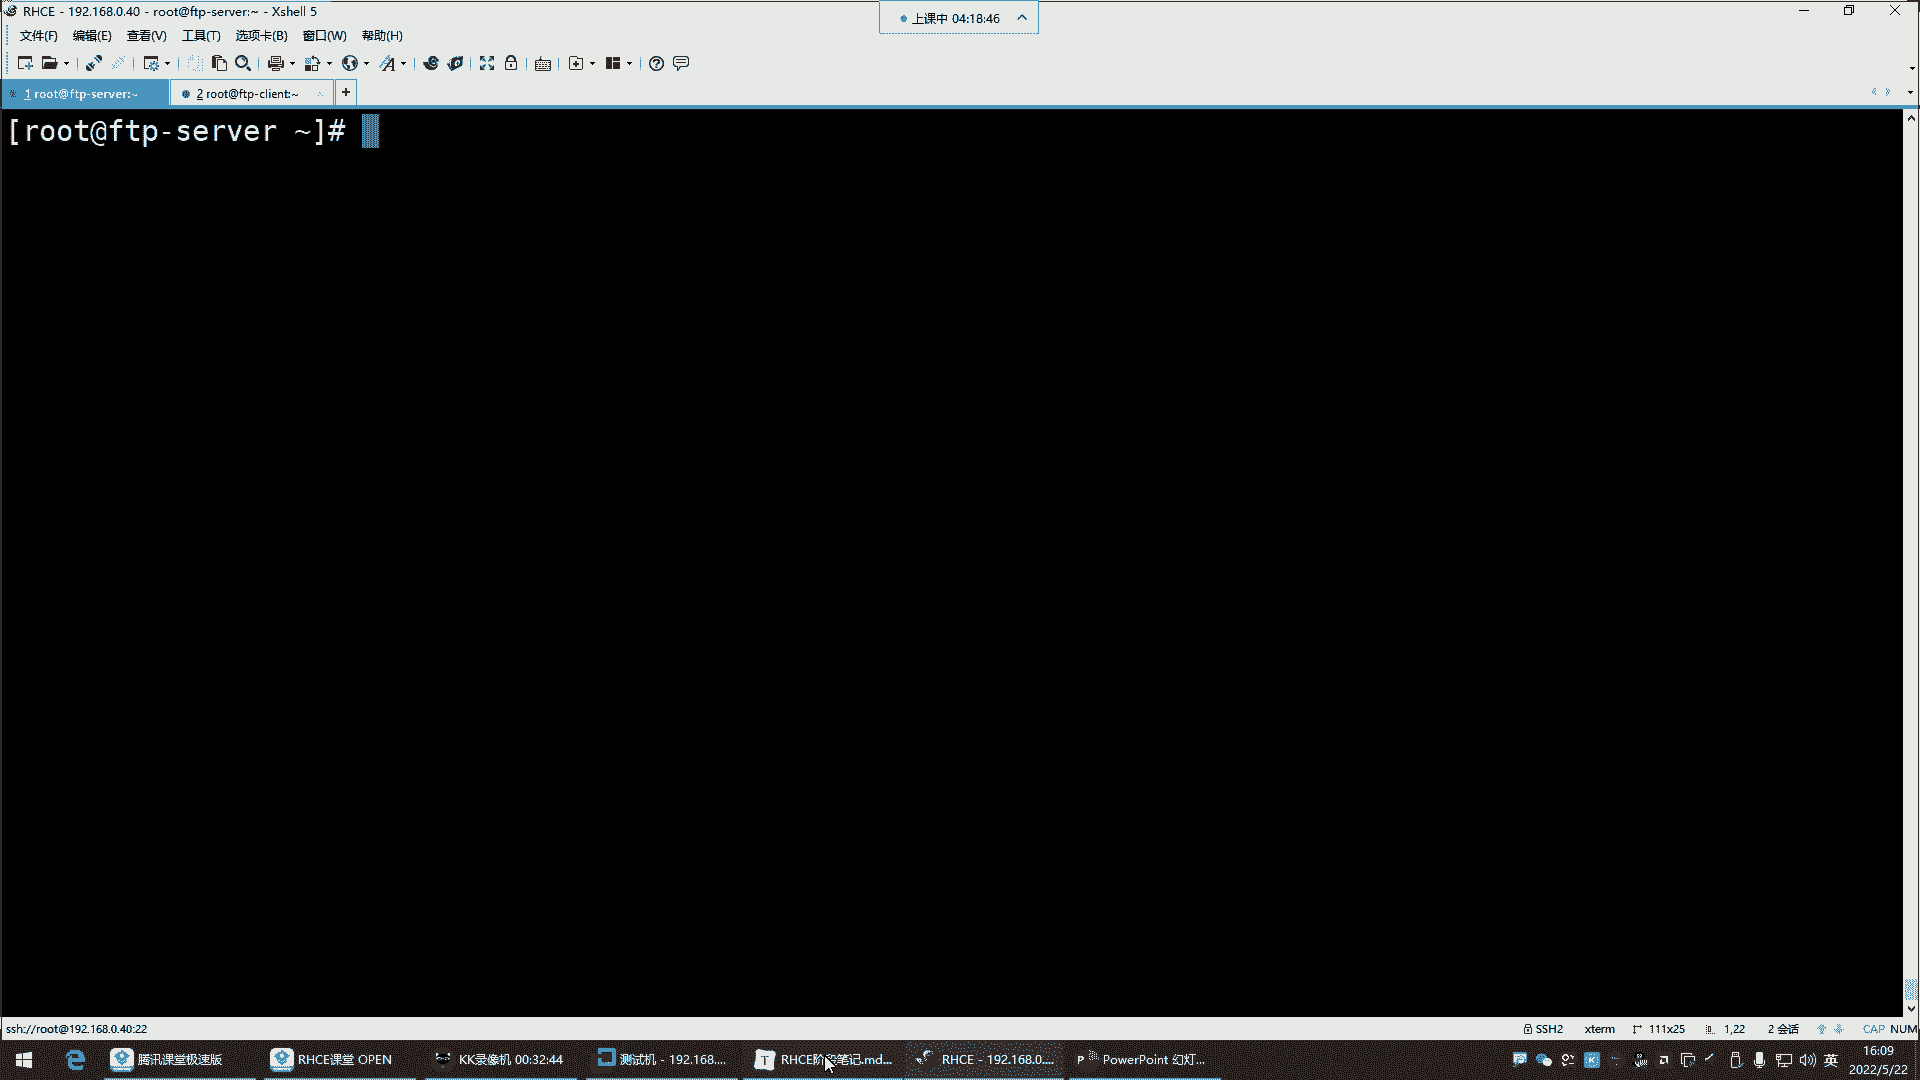 RHCE - 192.168.0.40 - root@ftp-server:~ - Xshell 5
上课中 04:18:46
文件(F) 编辑(E) 查看(V) 工具(T) 选项卡(B) 窗口(W) 帮助(H)
1 root@ftp-server:~ 2 root@ftp-client:~ +
[root@ftp-server ~]#
ssh://root@192.168.0.40:22 SSH2 xterm 111x25 1,22 2 会话 CAP NUM
腾讯课堂极速版 RHCE课堂 OPEN KK录像机 00:32:44 测试机 - 192.168.... RHCE阶段笔记.md... RHCE - 192.168.0.... PowerPoint 幻灯... 英 16:09
2022/5/22